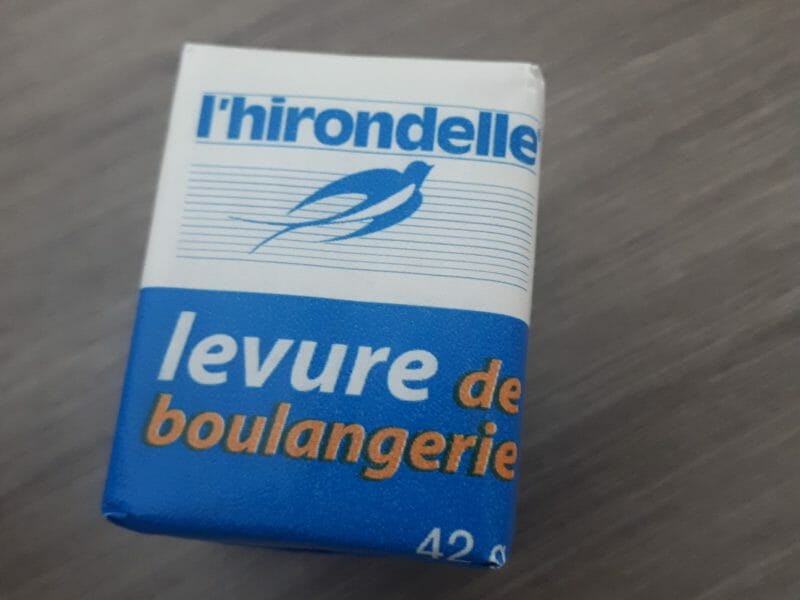 l'hirondelle
levure de
boulangerie
42 g